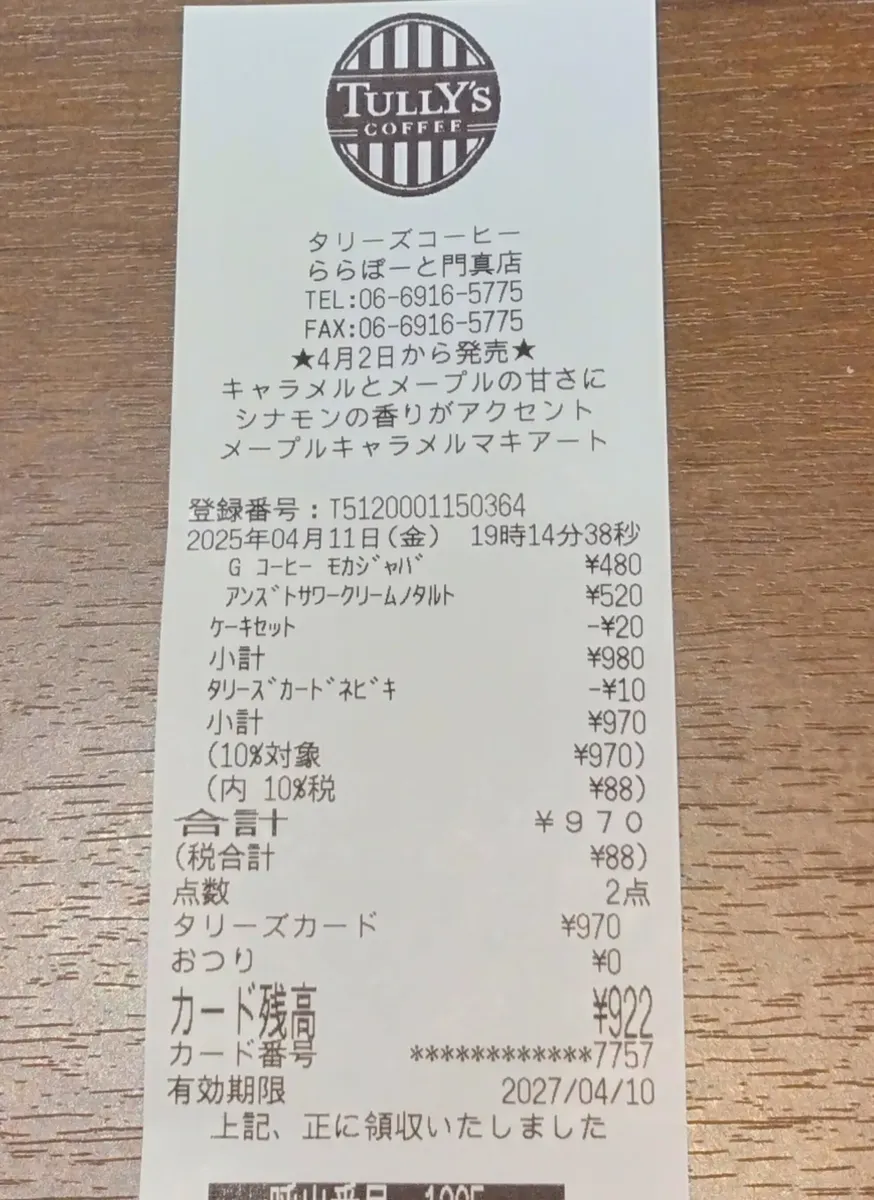 TULLY'S
COFFEE
タリーズコーヒー
ららぽーと門真店
TEL:06-6916-5775
FAX:06-6916-5775
★4月2日から発売★
キャラメルとメープルの甘さに
シナモンの香りがアクセント
メープルキャラメルマキアート
登録番号:T5120001150364
2025年04月11日(金) 19時14分38秒
G コーヒー モカジャバ ¥480
アンズトサワークリームノタルト ¥520
ケーキセット -¥20
小計 ¥980
タリーズカードネビキ -¥10
小計 ¥970
(10%対象 ¥970)
(内 10%税 ¥88)
合計 ¥970
(税合計 ¥88)
点数 2点
タリーズカード ¥970
おつり ¥0
カード残高 ¥922
カード番号 ************7757
有効期限 2027/04/10
上記、正に領収いたしました